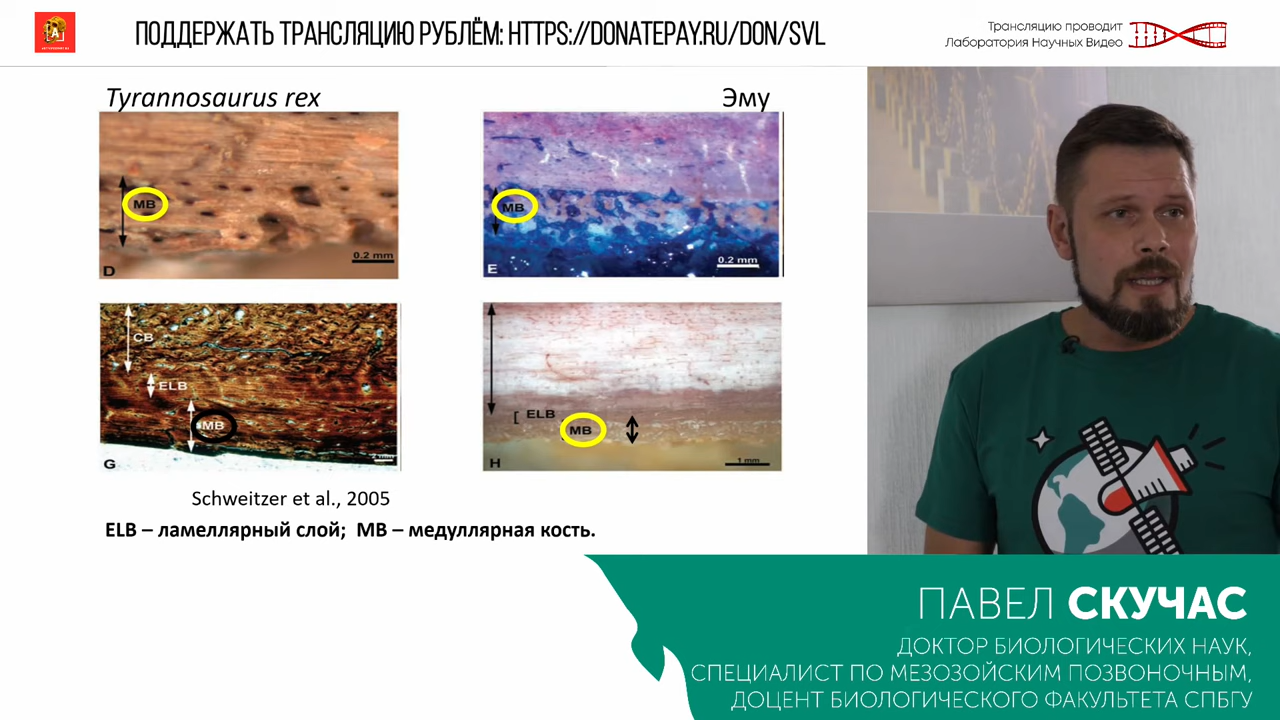 ПОДДЕРЖАТЬ ТРАНСЛЯЦИЮ РУБЛЁМ: HTTPS://DONATEPAY.RU/DON/SVL
Трансляцию проводит
Лаборатория Научных Видео
Tyrannosaurus rex
Эму
MB
0.2 mm
D
MB
0.2 mm
E
CB
ELB
MB
G
ELB
MB
1 mm
H
Schweitzer et al., 2005
ELB – ламеллярный слой; MB – медуллярная кость.
ПАВЕЛ СКУЧАС
ДОКТОР БИОЛОГИЧЕСКИХ НАУК,
СПЕЦИАЛИСТ ПО МЕЗОЗОЙСКИМ ПОЗВОНОЧНЫМ,
ДОЦЕНТ БИОЛОГИЧЕСКОГО ФАКУЛЬТЕТА СПБГУ